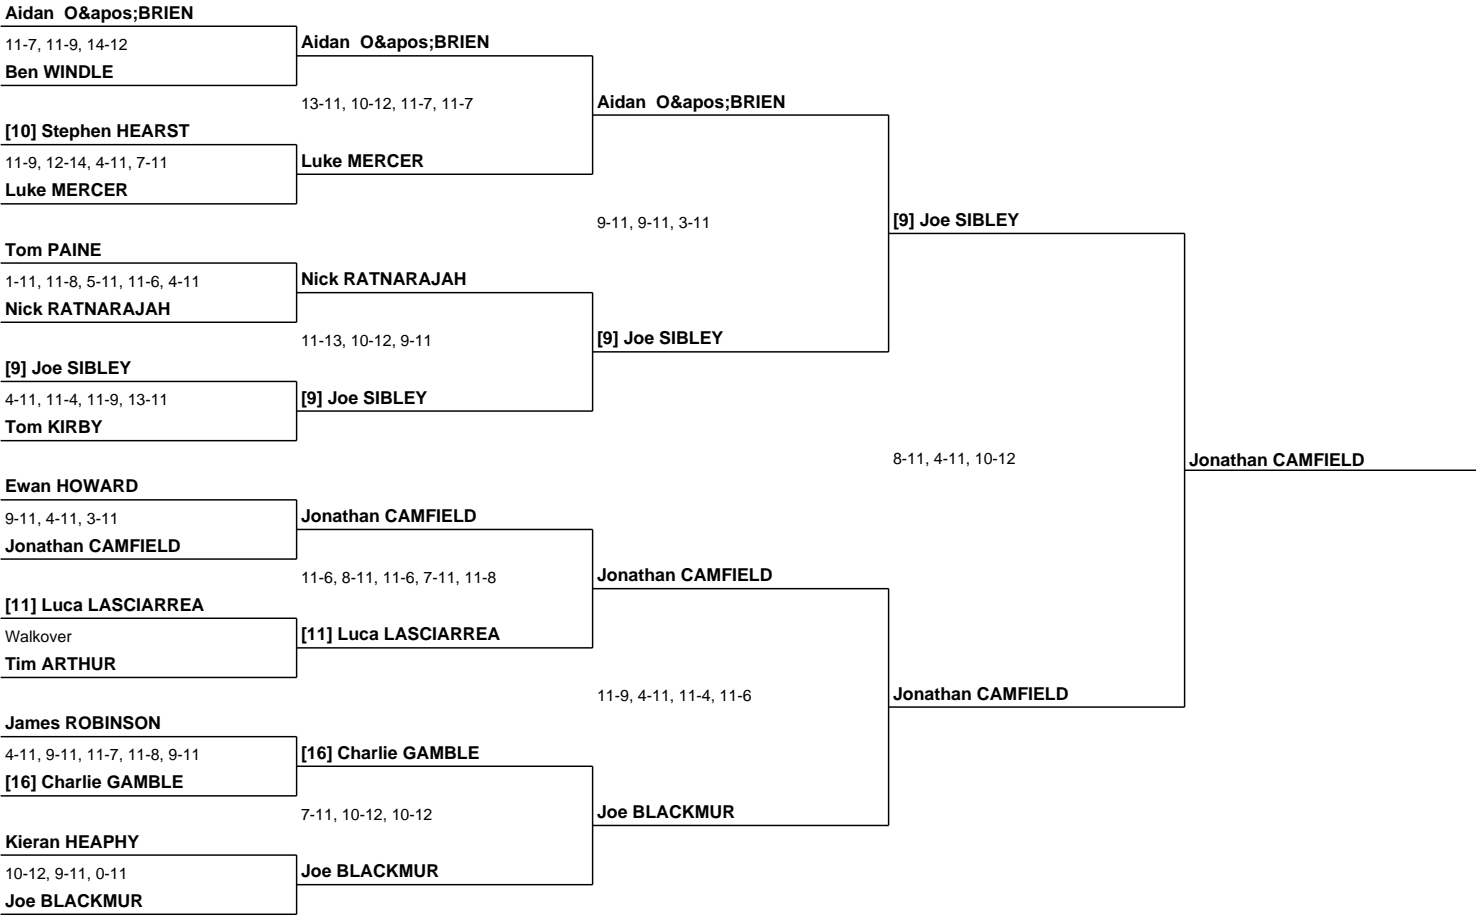 Aidan  O&apos;BRIEN
11-7, 11-9, 14-12
Ben WINDLE
[10] Stephen HEARST
11-9, 12-14, 4-11, 7-11
Luke MERCER
Tom PAINE
1-11, 11-8, 5-11, 11-6, 4-11
Nick RATNARAJAH
[9] Joe SIBLEY
4-11, 11-4, 11-9, 13-11
Tom KIRBY
Ewan HOWARD
9-11, 4-11, 3-11
Jonathan CAMFIELD
[11] Luca LASCIARREA
Walkover
Tim ARTHUR
James ROBINSON
4-11, 9-11, 11-7, 11-8, 9-11
[16] Charlie GAMBLE
Kieran HEAPHY
10-12, 9-11, 0-11
Joe BLACKMUR
Aidan  O&apos;BRIEN
13-11, 10-12, 11-7, 11-7
Luke MERCER
Nick RATNARAJAH
11-13, 10-12, 9-11
[9] Joe SIBLEY
Jonathan CAMFIELD
11-6, 8-11, 11-6, 7-11, 11-8
[11] Luca LASCIARREA
[16] Charlie GAMBLE
7-11, 10-12, 10-12
Joe BLACKMUR
Aidan  O&apos;BRIEN
9-11, 9-11, 3-11
[9] Joe SIBLEY
Jonathan CAMFIELD
11-9, 4-11, 11-4, 11-6
Joe BLACKMUR
[9] Joe SIBLEY
8-11, 4-11, 10-12
Jonathan CAMFIELD
Jonathan CAMFIELD